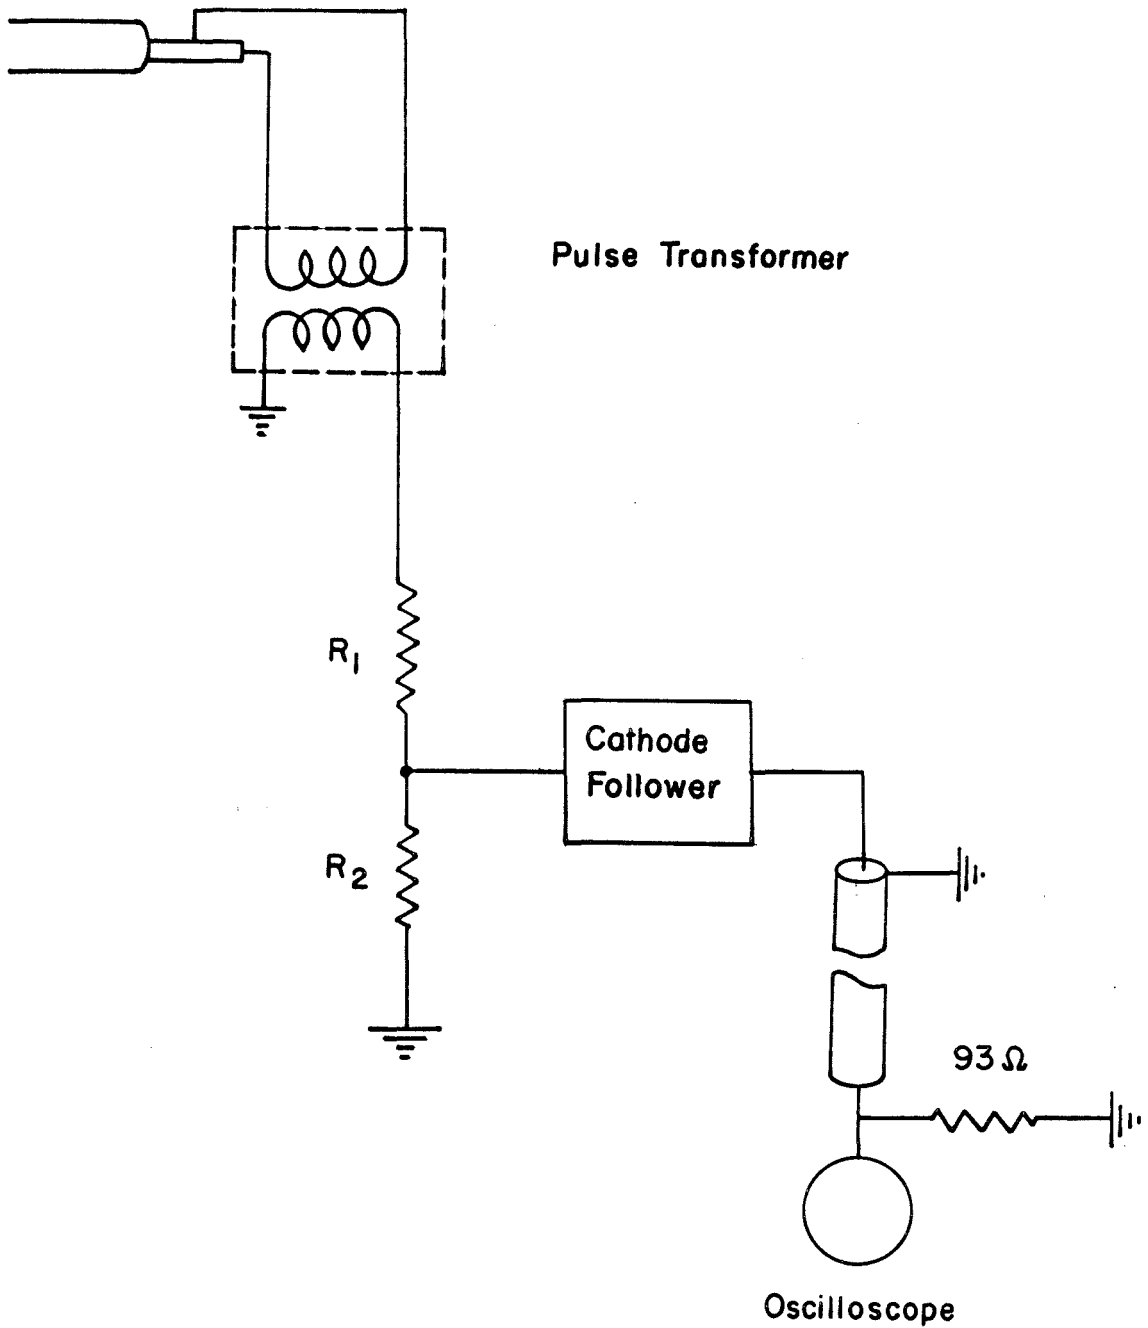 Pulse Transformer
R1
Cathode
Follower
R2
93 Ω
Oscilloscope